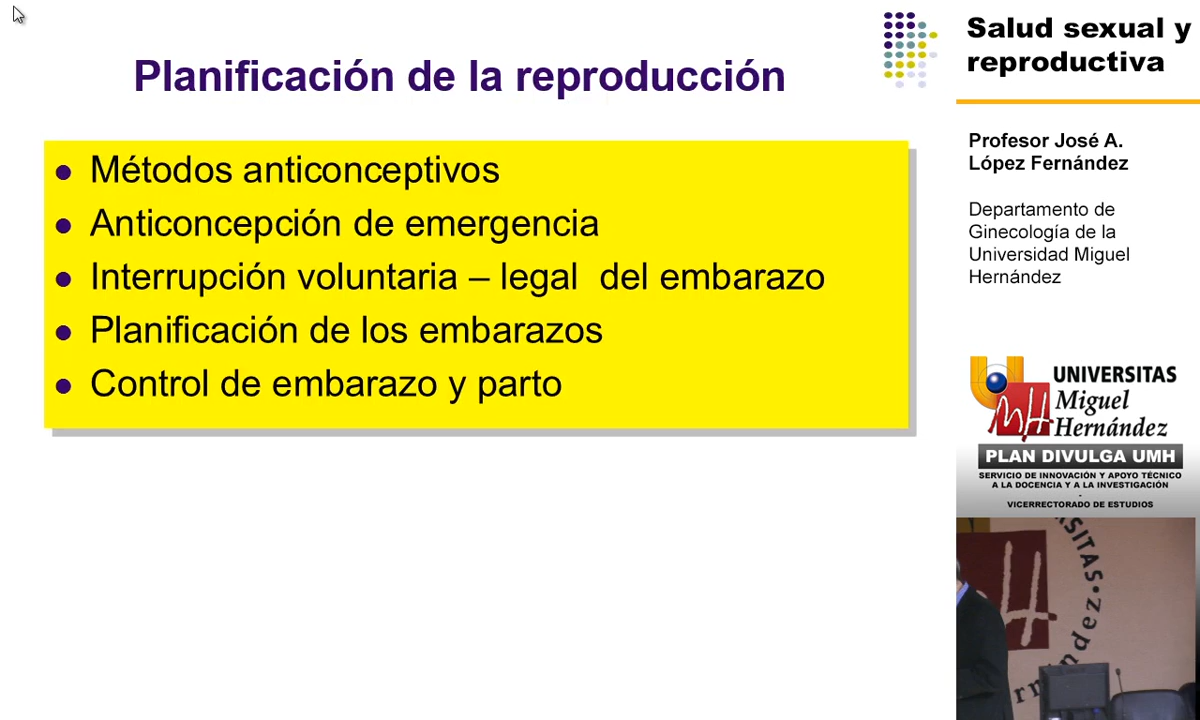 Planificación de la reproducción
Métodos anticonceptivos
Anticoncepción de emergencia
Interrupción voluntaria – legal del embarazo
Planificación de los embarazos
Control de embarazo y parto
Salud sexual y
reproductiva
Profesor José A.
López Fernández
Departamento de
Ginecología de la
Universidad Miguel
Hernández
UNIVERSITAS
Miguel
Hernández
PLAN DIVULGA UMH
SERVICIO DE INNOVACIÓN Y APOYO TÉCNICO
A LA DOCENCIA Y A LA INVESTIGACIÓN
-
VICERRECTORADO DE ESTUDIOS